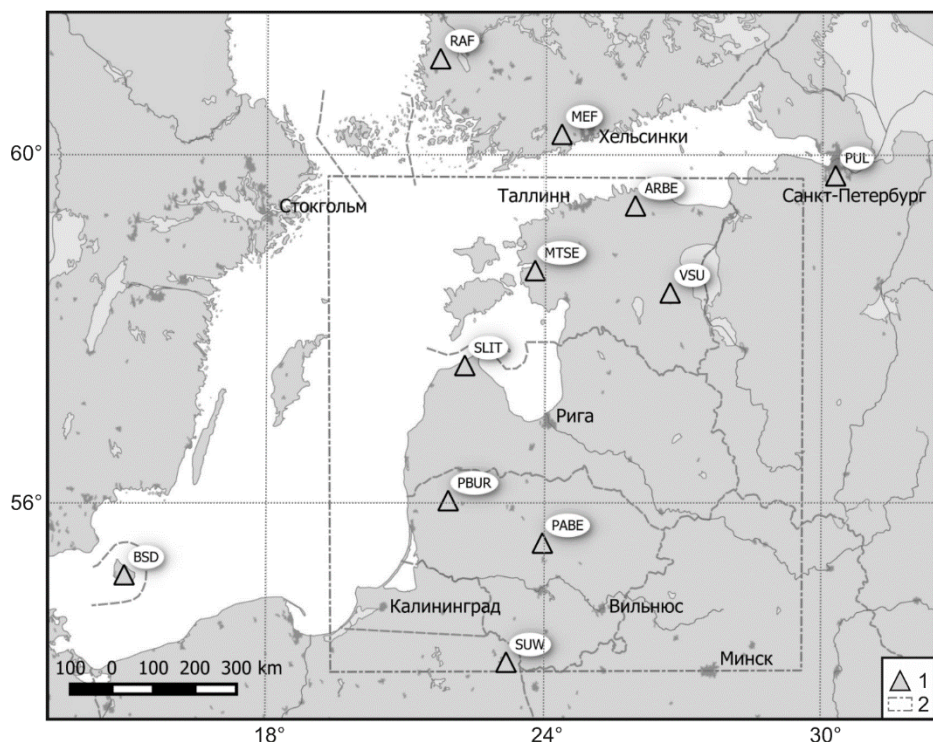 RAF
MEF
Хельсинки
60°
PUL
ARBE
Санкт-Петербург
Стокгольм
Таллинн
MTSE
VSU
SLIT
Рига
PBUR
56°
PABE
BSD
Калининград
Вильнюс
SUW
Минск
100 0 100 200 300 km
1
2
18° 24° 30°